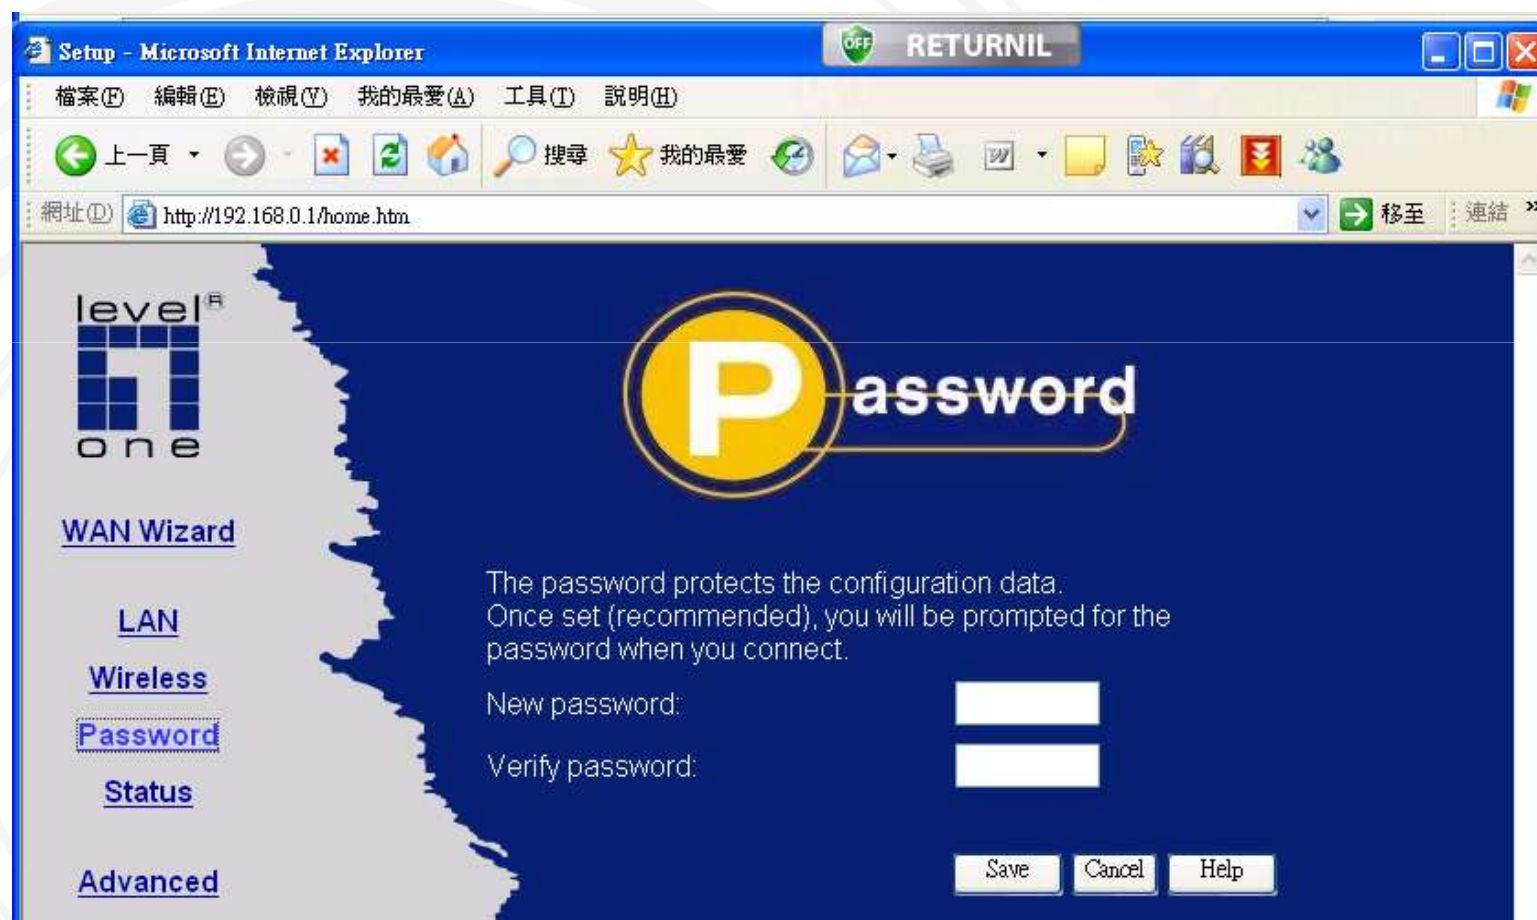 Setup - Microsoft Internet Explorer
OFF RETURNIL
檔案(F) 編輯(E) 檢視(V) 我的最愛(A) 工具(T) 說明(H)
上一頁 搜尋 我的最愛 W
網址(D) http://192.168.0.1/home.htm 移至 連結 »
level®
one
Password
WAN Wizard
LAN
Wireless
Password
Status
Advanced
The password protects the configuration data.
Once set (recommended), you will be prompted for the
password when you connect.
New password:
Verify password:
Save Cancel Help